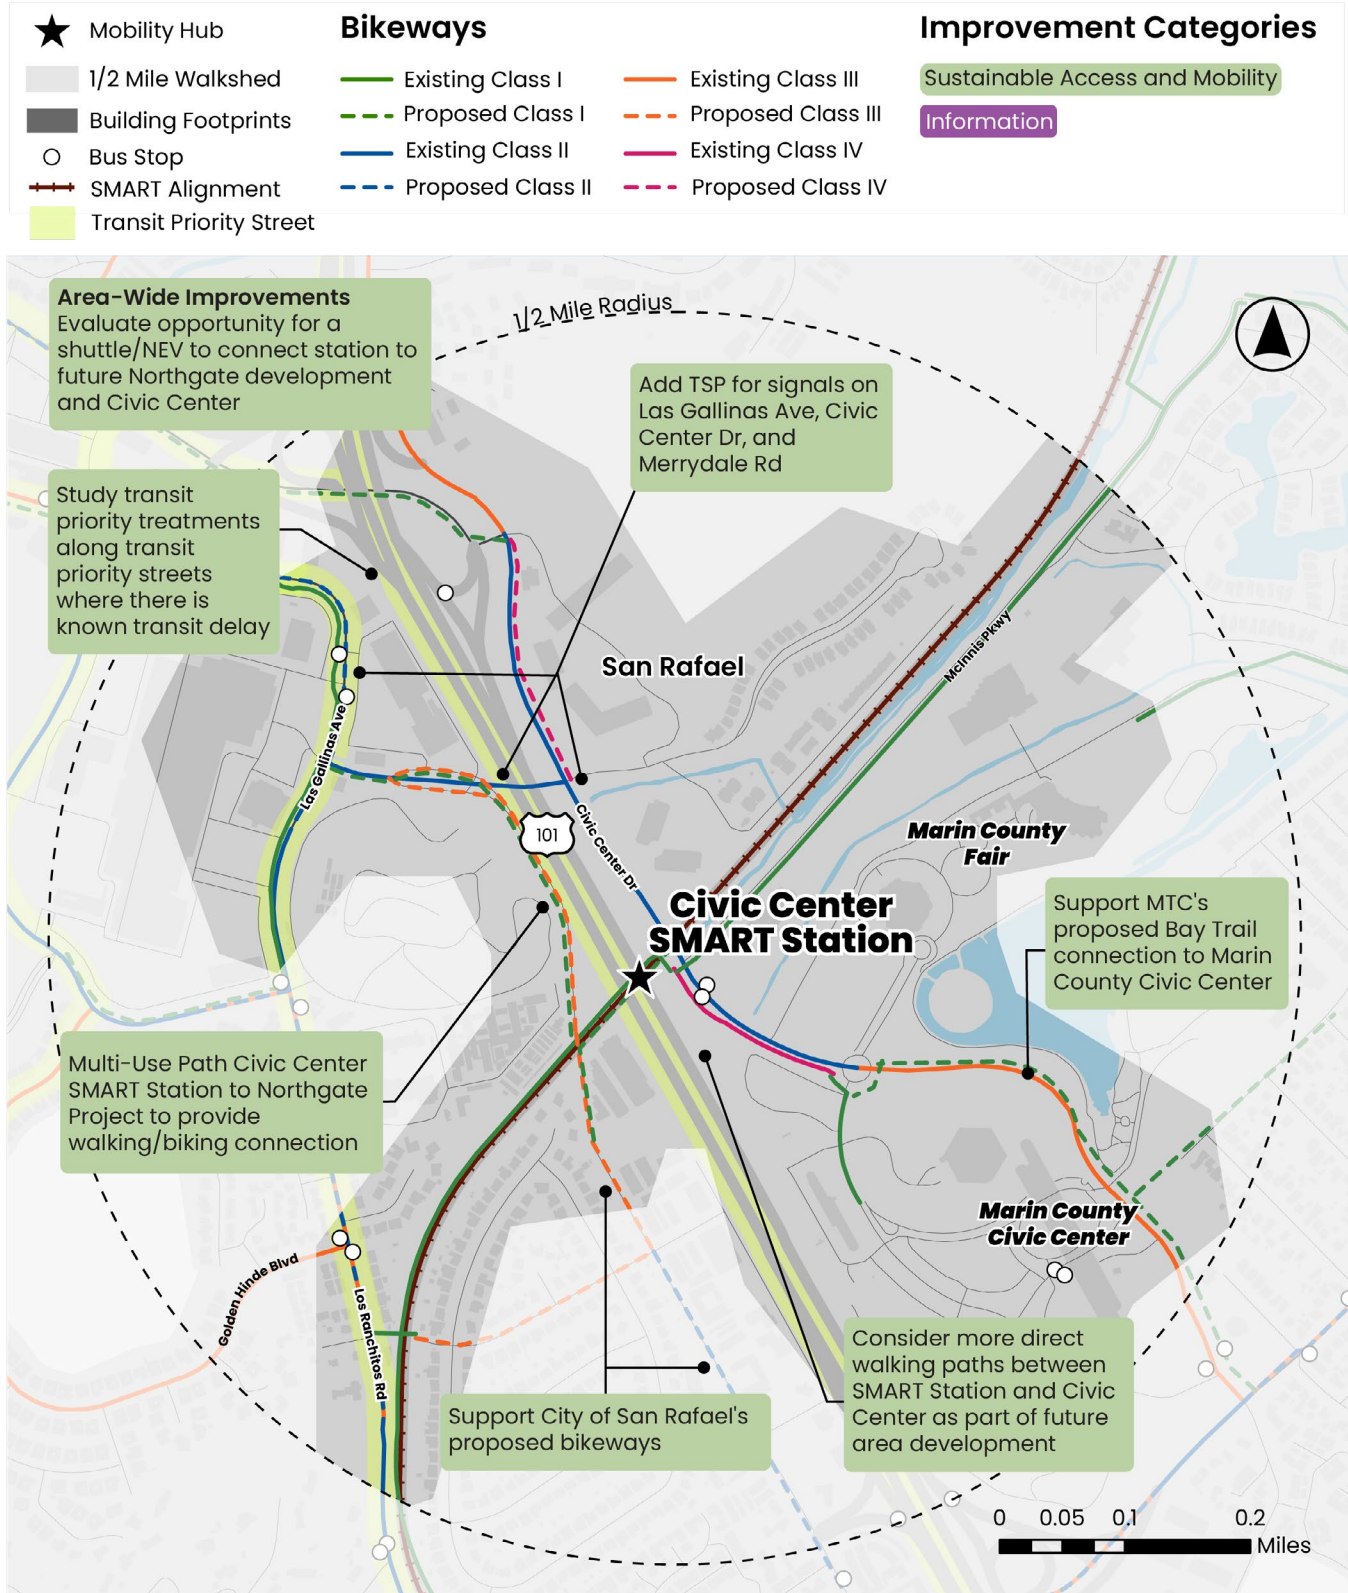 Mobility Hub
1/2 Mile Walkshed
Building Footprints
Bus Stop
SMART Alignment
Transit Priority Street
Bikeways
Existing Class I
Proposed Class I
Existing Class II
Proposed Class II
Existing Class III
Proposed Class III
Existing Class IV
Proposed Class IV
Improvement Categories
Sustainable Access and Mobility
Information
Area-Wide Improvements
Evaluate opportunity for a
shuttle/NEV to connect station to
future Northgate development
and Civic Center
1/2 Mile Radius
Add TSP for signals on
Las Gallinas Ave, Civic
Center Dr, and
Merrydale Rd
Study transit
priority treatments
along transit
priority streets
where there is
known transit delay
San Rafael
McInnis Pkwy
Las Gallinas Ave
101
Civic Center Dr
Marin County
Fair
Civic Center
SMART Station
Support MTC's
proposed Bay Trail
connection to Marin
County Civic Center
Multi-Use Path Civic Center
SMART Station to Northgate
Project to provide
walking/biking connection
Marin County
Civic Center
Golden Hinde Blvd
Los Ranchitos Rd
Consider more direct
walking paths between
SMART Station and Civic
Center as part of future
area development
Support City of San Rafael's
proposed bikeways
0 0.05 0.1 0.2
Miles